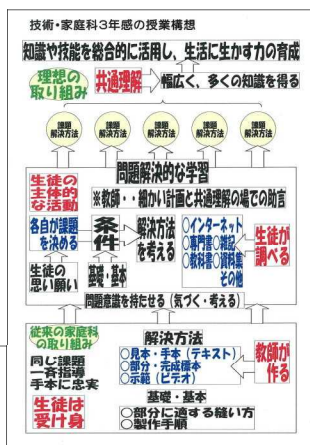 技術・家庭科3年感の授業構想
知識や技能を総合的に活用し、生活に生かす力の育成
理想の
取り組み
共通理解
幅広く、多くの知識を得る
課題
解決方法
課題
解決方法
課題
解決方法
課題
解決方法
課題
解決方法
生徒の
主体的
な活動
問題解決的な学習
※教師・・細かい計画と共通理解の場での助言
各自が課題
を決める
条件
解決方法
を考える
○インターネット
○専門書○雑誌
○教科書○資料集
その他
生徒が
調べる
生徒の
思い願い
基礎・基本
問題意識を持たせる（気づく・考える）
従来の家庭科
の取り組み
解決方法
同じ課題
一斉指導
手本に忠実
○見本・手本（テキスト）
○部分・完成標本
○示範（ビデオ）
教師が
作る
生徒は
受け身
基礎・基本
○部分に適する縫い方
○製作手順